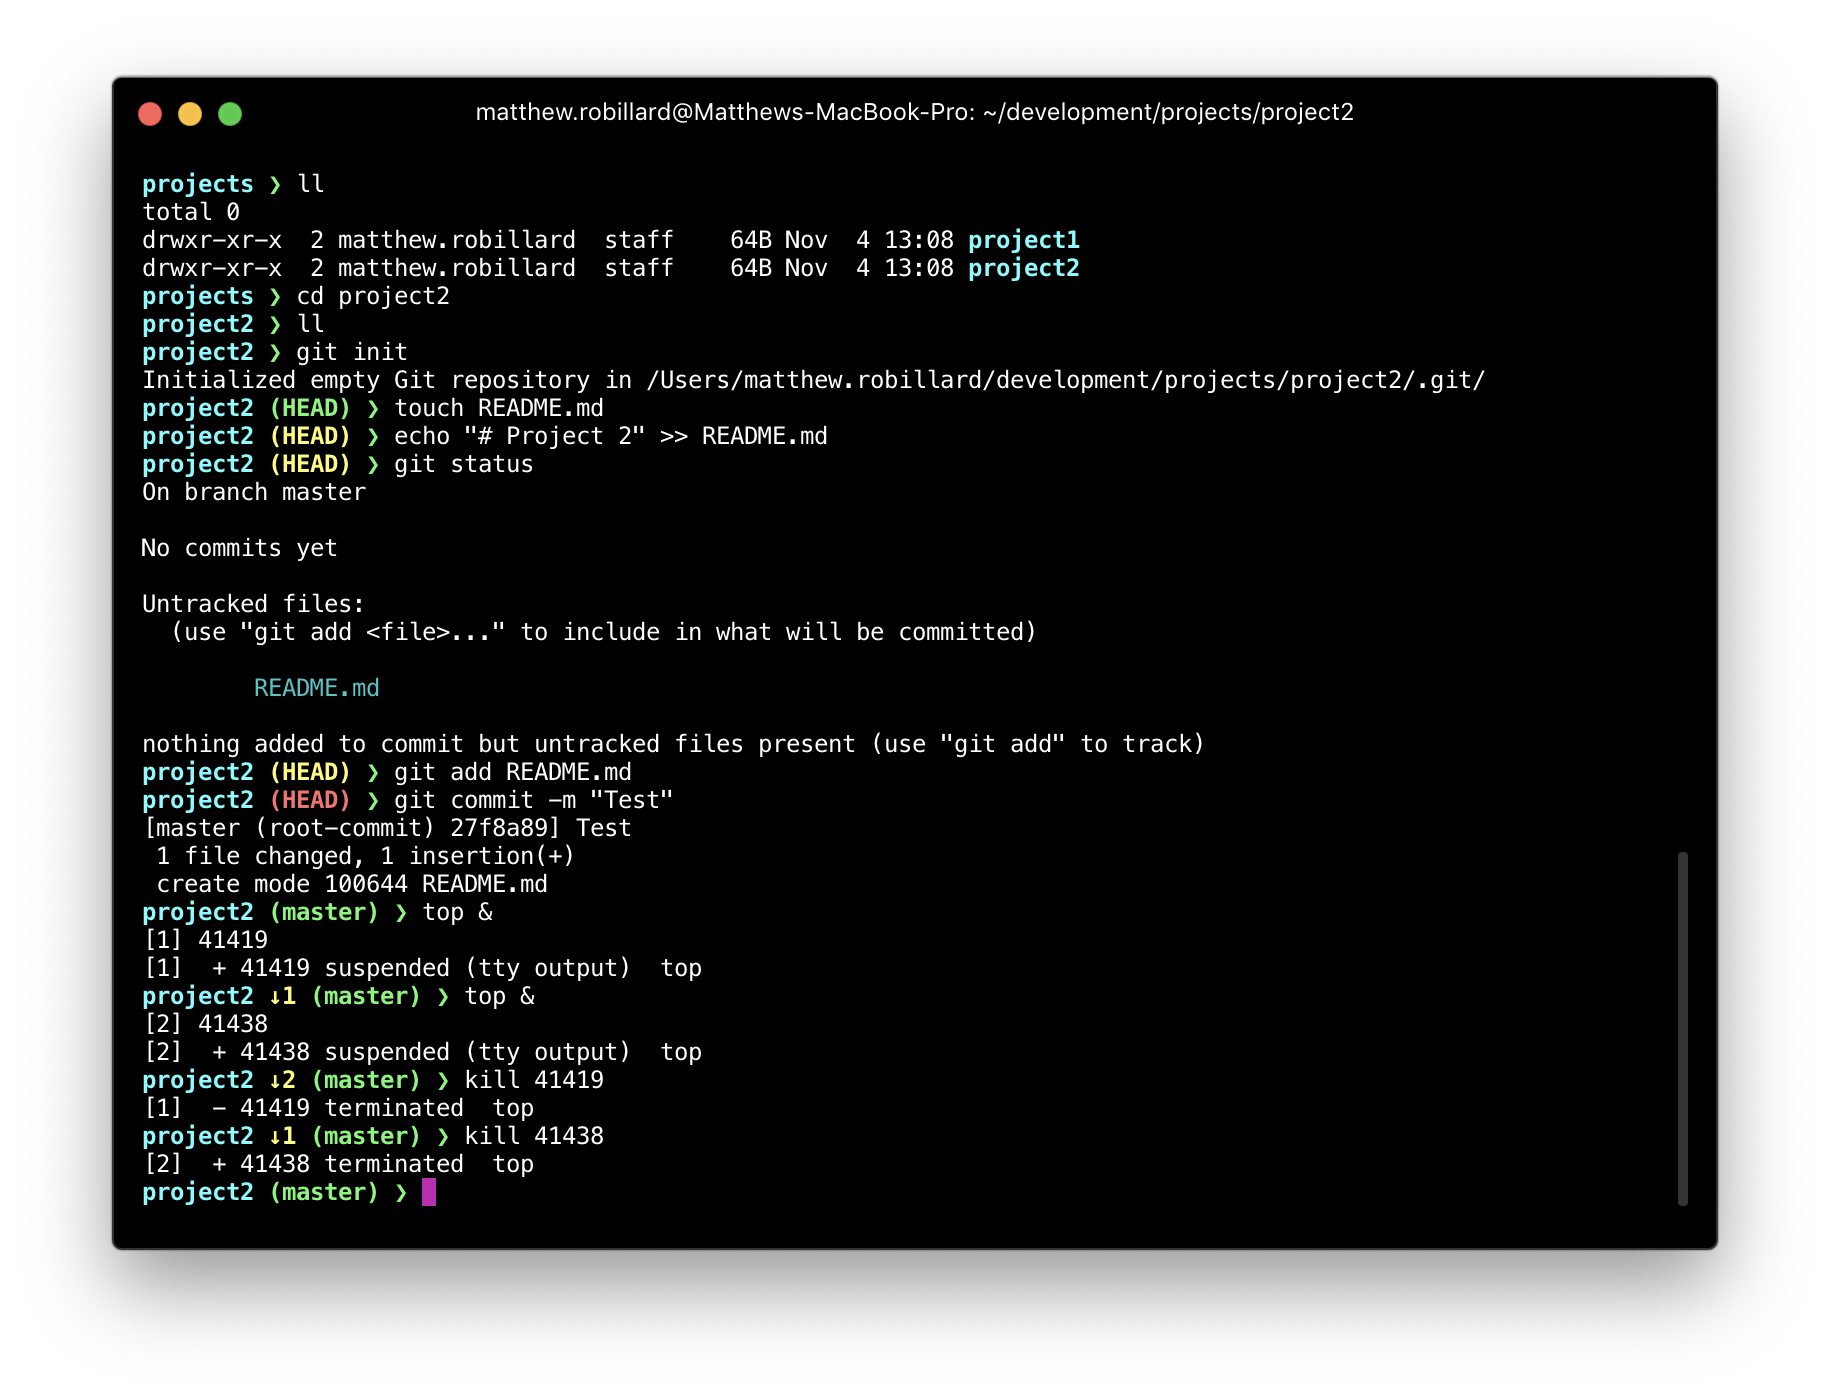 matthew.robillard@Matthews-MacBook-Pro: ~/development/projects/project2
projects ❯ ll
total 0
drwxr-xr-x  2 matthew.robillard  staff    64B Nov  4 13:08 project1
drwxr-xr-x  2 matthew.robillard  staff    64B Nov  4 13:08 project2
projects ❯ cd project2
project2 ❯ ll
project2 ❯ git init
Initialized empty Git repository in /Users/matthew.robillard/development/projects/project2/.git/
project2 (HEAD) ❯ touch README.md
project2 (HEAD) ❯ echo "# Project 2" >> README.md
project2 (HEAD) ❯ git status
On branch master
No commits yet
Untracked files:
  (use "git add <file>..." to include in what will be committed)
        README.md
nothing added to commit but untracked files present (use "git add" to track)
project2 (HEAD) ❯ git add README.md
project2 (HEAD) ❯ git commit -m "Test"
[master (root-commit) 27f8a89] Test
 1 file changed, 1 insertion(+)
 create mode 100644 README.md
project2 (master) ❯ top &
[1] 41419
[1]  + 41419 suspended (tty output)  top
project2 ↓1 (master) ❯ top &
[2] 41438
[2]  + 41438 suspended (tty output)  top
project2 ↓2 (master) ❯ kill 41419
[1]  - 41419 terminated  top
project2 ↓1 (master) ❯ kill 41438
[2]  + 41438 terminated  top
project2 (master) ❯